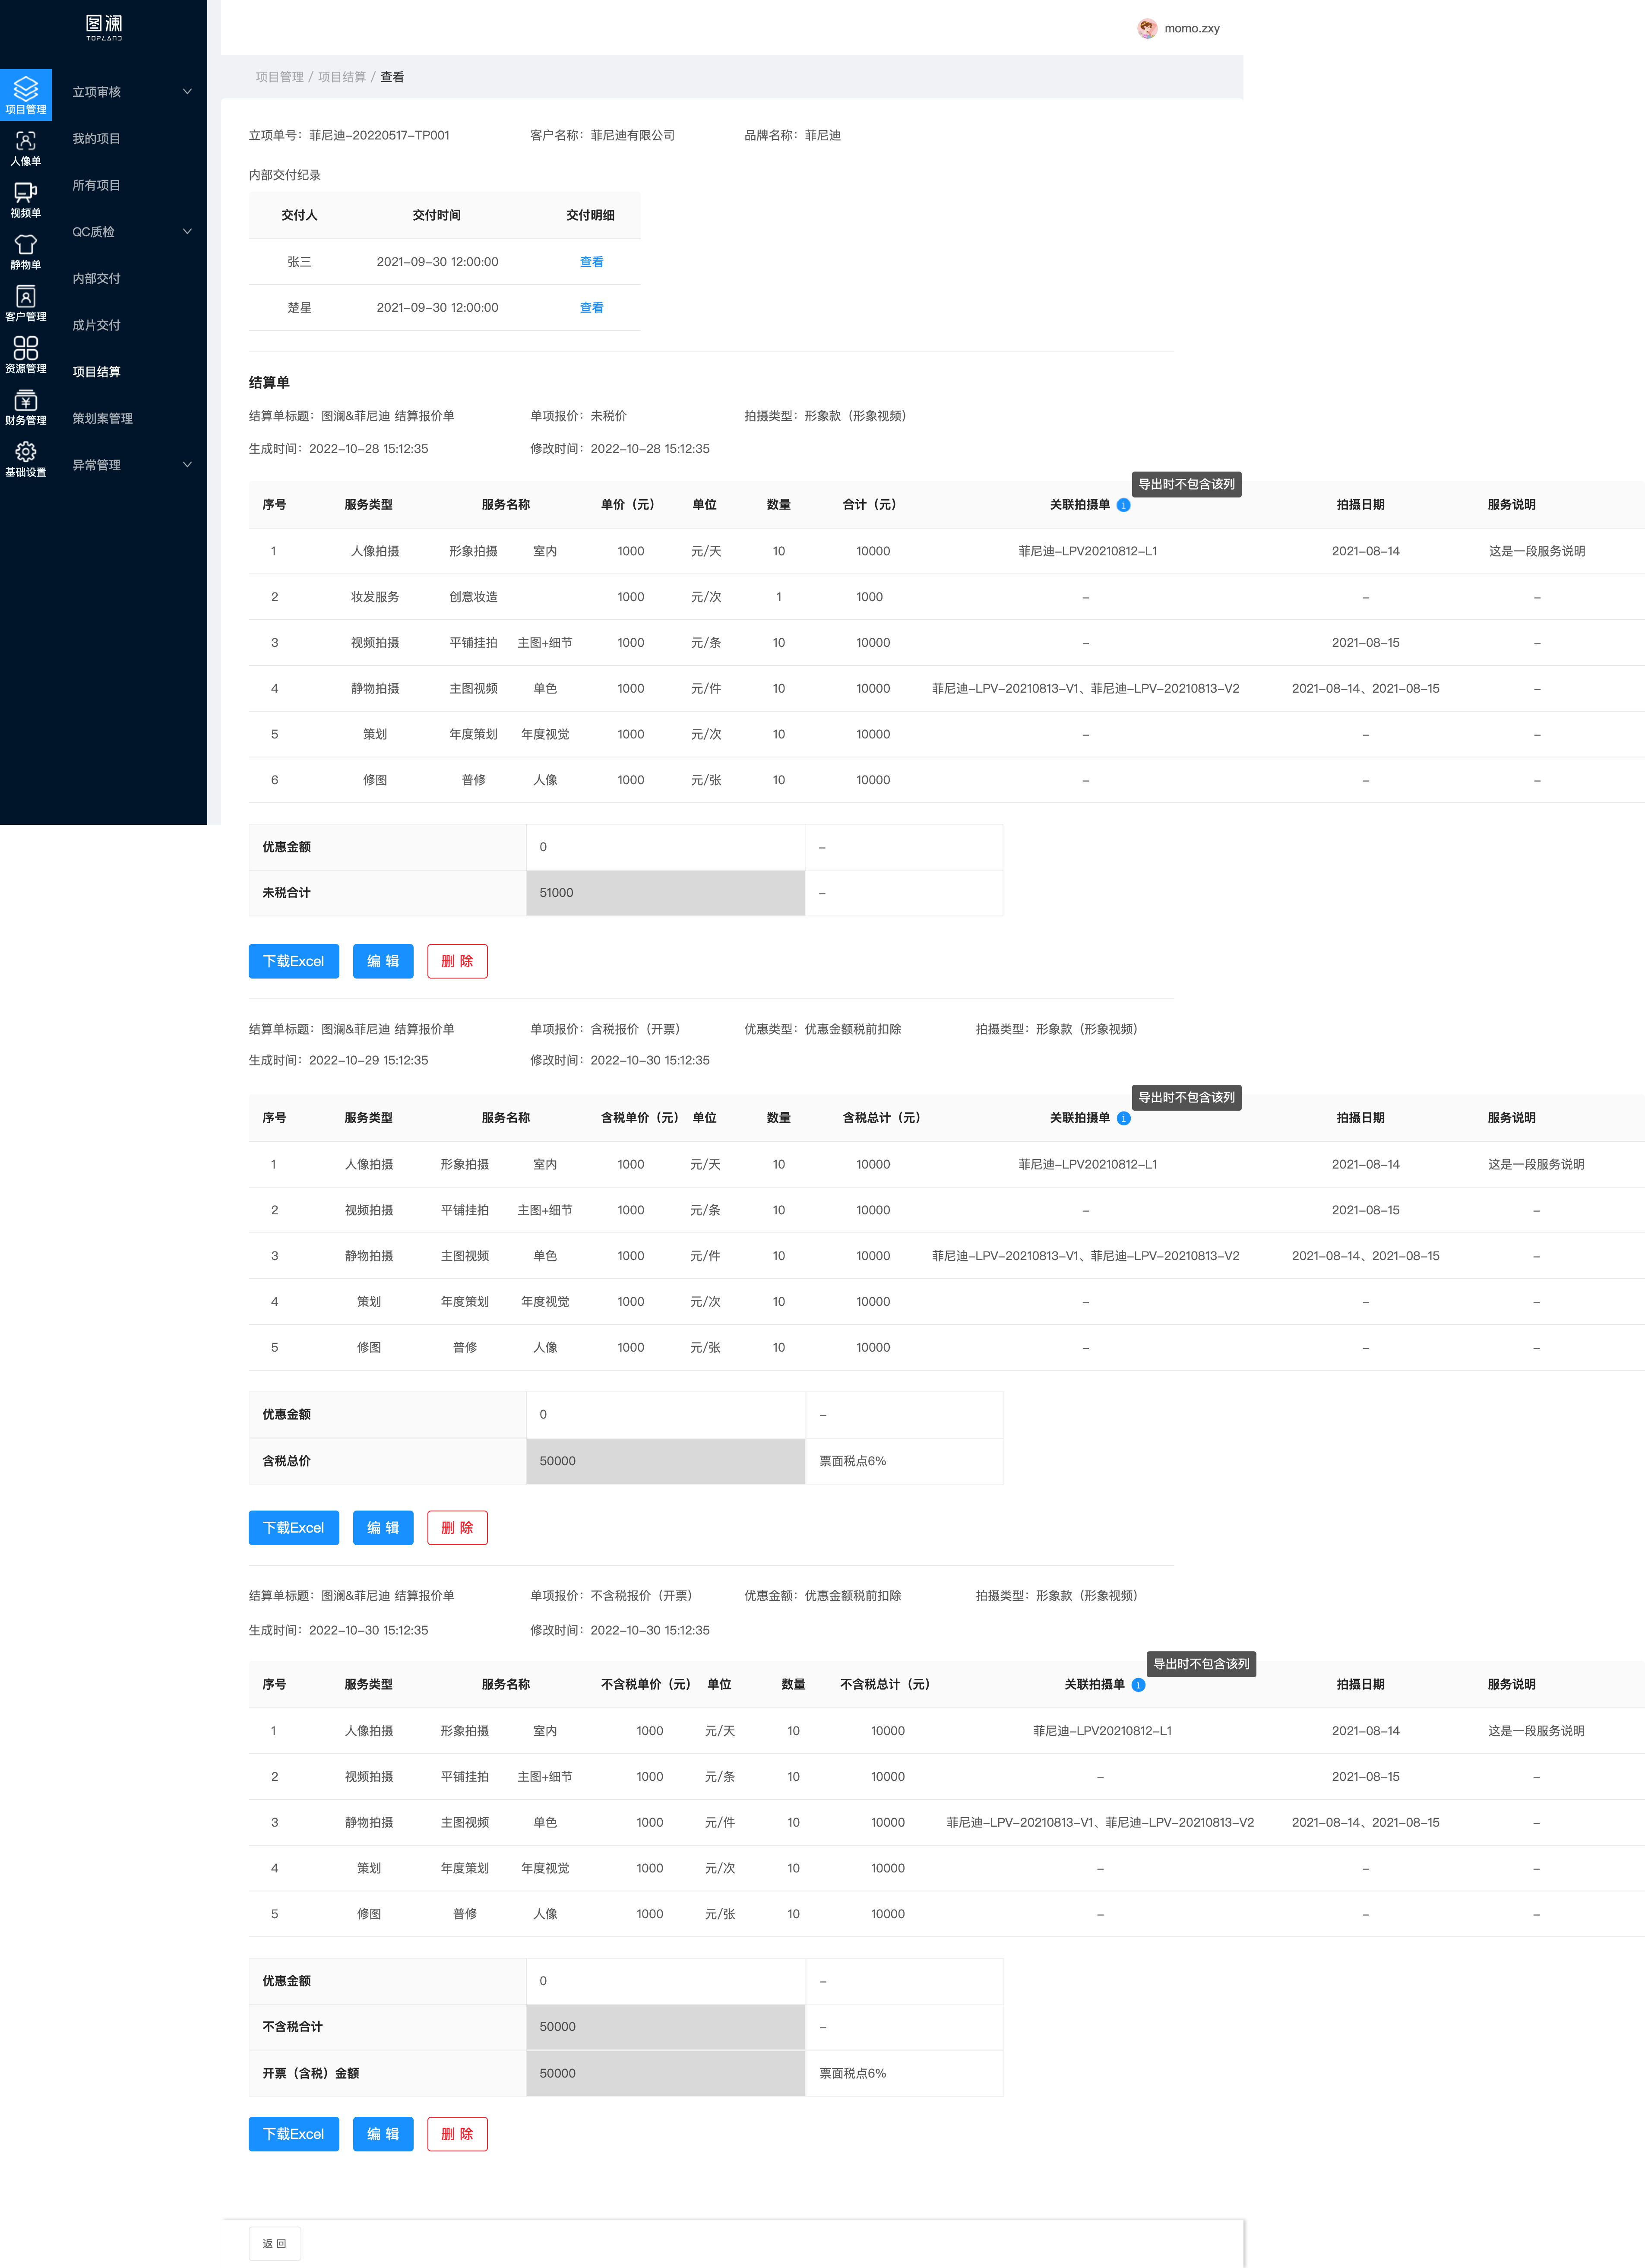 图澜
TOPLAND
momo.zxy
项目管理
人像单
视频单
静物单
客户管理
资源管理
财务管理
基础设置
立项审核
我的项目
所有项目
QC质检
内部交付
成片交付
项目结算
策划案管理
异常管理
项目管理 / 项目结算 / 查看
立项单号：菲尼迪-20220517-TP001 客户名称：菲尼迪有限公司 品牌名称：菲尼迪
内部交付纪录
交付人 交付时间 交付明细
张三 2021-09-30 12:00:00 查看
楚星 2021-09-30 12:00:00 查看
结算单
结算单标题：图澜&菲尼迪 结算报价单 单项报价：未税价 拍摄类型：形象款（形象视频）
生成时间：2022-10-28 15:12:35 修改时间：2022-10-28 15:12:35
导出时不包含该列
序号 服务类型 服务名称 单价（元） 单位 数量 合计（元） 关联拍摄单 1 拍摄日期 服务说明
1 人像拍摄 形象拍摄 室内 1000 元/天 10 10000 菲尼迪-LPV20210812-L1 2021-08-14 这是一段服务说明
2 妆发服务 创意妆造 1000 元/次 1 1000 - - -
3 视频拍摄 平铺挂拍 主图+细节 1000 元/条 10 10000 - 2021-08-15 -
4 静物拍摄 主图视频 单色 1000 元/件 10 10000 菲尼迪-LPV-20210813-V1、菲尼迪-LPV-20210813-V2 2021-08-14、2021-08-15 -
5 策划 年度策划 年度视觉 1000 元/次 10 10000 - - -
6 修图 普修 人像 1000 元/张 10 10000 - - -
优惠金额 0 -
未税合计 51000 -
下载Excel 编 辑 删 除
结算单标题：图澜&菲尼迪 结算报价单 单项报价：含税报价（开票） 优惠类型：优惠金额税前扣除 拍摄类型：形象款（形象视频）
生成时间：2022-10-29 15:12:35 修改时间：2022-10-30 15:12:35
导出时不包含该列
序号 服务类型 服务名称 含税单价（元） 单位 数量 含税总计（元） 关联拍摄单 1 拍摄日期 服务说明
1 人像拍摄 形象拍摄 室内 1000 元/天 10 10000 菲尼迪-LPV20210812-L1 2021-08-14 这是一段服务说明
2 视频拍摄 平铺挂拍 主图+细节 1000 元/条 10 10000 - 2021-08-15 -
3 静物拍摄 主图视频 单色 1000 元/件 10 10000 菲尼迪-LPV-20210813-V1、菲尼迪-LPV-20210813-V2 2021-08-14、2021-08-15 -
4 策划 年度策划 年度视觉 1000 元/次 10 10000 - - -
5 修图 普修 人像 1000 元/张 10 10000 - - -
优惠金额 0 -
含税总价 50000 票面税点6%
下载Excel 编 辑 删 除
结算单标题：图澜&菲尼迪 结算报价单 单项报价：不含税报价（开票） 优惠金额：优惠金额税前扣除 拍摄类型：形象款（形象视频）
生成时间：2022-10-30 15:12:35 修改时间：2022-10-30 15:12:35
导出时不包含该列
序号 服务类型 服务名称 不含税单价（元） 单位 数量 不含税总计（元） 关联拍摄单 1 拍摄日期 服务说明
1 人像拍摄 形象拍摄 室内 1000 元/天 10 10000 菲尼迪-LPV20210812-L1 2021-08-14 这是一段服务说明
2 视频拍摄 平铺挂拍 主图+细节 1000 元/条 10 10000 - 2021-08-15 -
3 静物拍摄 主图视频 单色 1000 元/件 10 10000 菲尼迪-LPV-20210813-V1、菲尼迪-LPV-20210813-V2 2021-08-14、2021-08-15 -
4 策划 年度策划 年度视觉 1000 元/次 10 10000 - - -
5 修图 普修 人像 1000 元/张 10 10000 - - -
优惠金额 0 -
不含税合计 50000 -
开票（含税）金额 50000 票面税点6%
下载Excel 编 辑 删 除
返 回